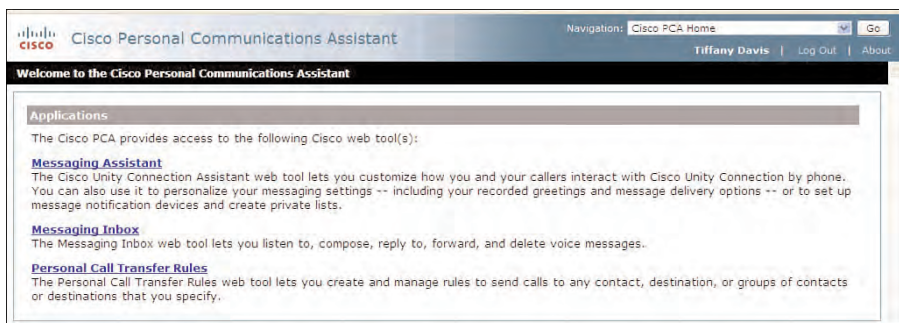 Navigation: Cisco PCA Home Go
cisco Cisco Personal Communications Assistant
Tiffany Davis | Log Out | About
Welcome to the Cisco Personal Communications Assistant
Applications
The Cisco PCA provides access to the following Cisco web tool(s):
Messaging Assistant
The Cisco Unity Connection Assistant web tool lets you customize how you and your callers interact with Cisco Unity Connection by phone.
You can also use it to personalize your messaging settings -- including your recorded greetings and message delivery options -- or to set up
message notification devices and create private lists.
Messaging Inbox
The Messaging Inbox web tool lets you listen to, compose, reply to, forward, and delete voice messages.
Personal Call Transfer Rules
The Personal Call Transfer Rules web tool lets you create and manage rules to send calls to any contact, destination, or groups of contacts
or destinations that you specify.